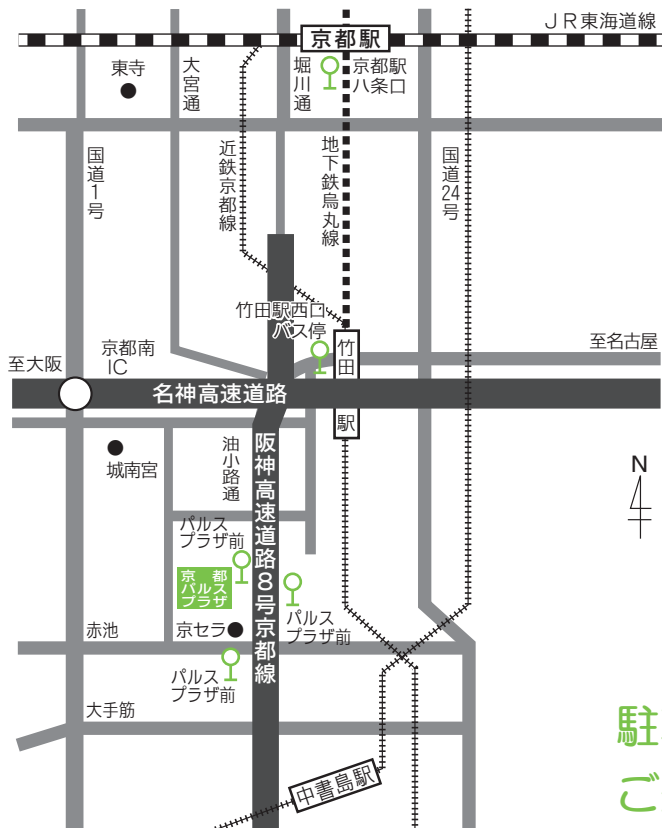 JR東海道線
京都駅
東寺
大宮通
堀川通
京都駅
八条口
国道1号
近鉄京都線
地下鉄烏丸線
国道24号
竹田駅西口
バス停
竹田駅
至名古屋
至大阪
京都南
IC
名神高速道路
城南宮
油小路通
阪神高速道路8号京都線
N
パルス
プラザ前
京都
パルス
プラザ
パルス
プラザ前
赤池
京セラ
パルス
プラザ前
大手筋
中書島駅
駐
ご